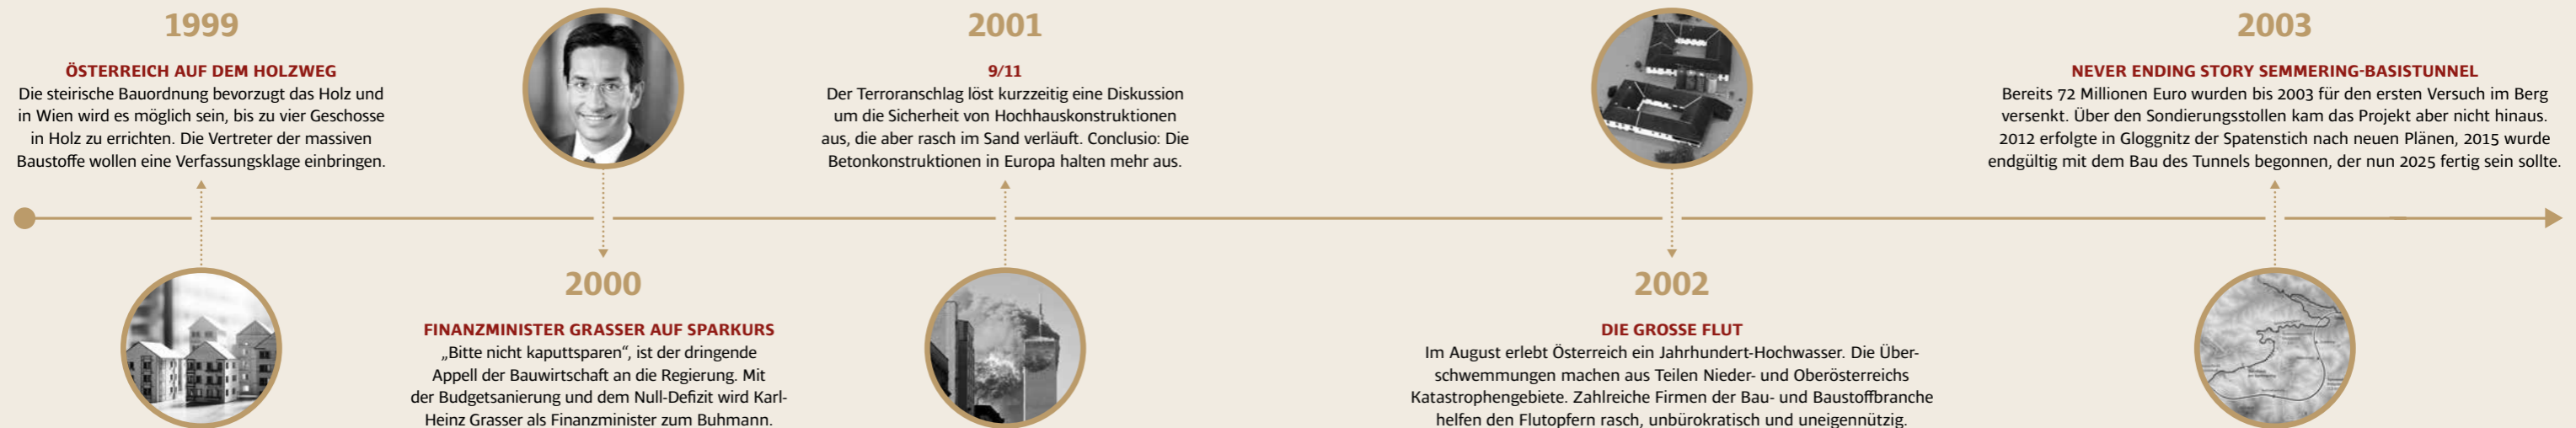 1999
ÖSTERREICH AUF DEM HOLZWEG
Die steirische Bauordnung bevorzugt das Holz und
in Wien wird es möglich sein, bis zu vier Geschosse
in Holz zu errichten. Die Vertreter der massiven
Baustoffe wollen eine Verfassungsklage einbringen.
2000
FINANZMINISTER GRASSER AUF SPARKURS
„Bitte nicht kaputtsparen“, ist der dringende
Appell der Bauwirtschaft an die Regierung. Mit
der Budgetsanierung und dem Null-Defizit wird Karl-
Heinz Grasser als Finanzminister zum Buhmann.
2001
9/11
Der Terroranschlag löst kurzzeitig eine Diskussion
um die Sicherheit von Hochhauskonstruktionen
aus, die aber rasch im Sand verläuft. Conclusio: Die
Betonkonstruktionen in Europa halten mehr aus.
2002
DIE GROSSE FLUT
Im August erlebt Österreich ein Jahrhundert-Hochwasser. Die Über-
schwemmungen machen aus Teilen Nieder- und Oberösterreichs
Katastrophengebiete. Zahlreiche Firmen der Bau- und Baustoffbranche
helfen den Flutopfern rasch, unbürokratisch und uneigennützig.
2003
NEVER ENDING STORY SEMMERING-BASISTUNNEL
Bereits 72 Millionen Euro wurden bis 2003 für den ersten Versuch im Berg
versenkt. Über den Sondierungsstollen kam das Projekt aber nicht hinaus.
2012 erfolgte in Gloggnitz der Spatenstich nach neuen Plänen, 2015 wurde
endgültig mit dem Bau des Tunnels begonnen, der nun 2025 fertig sein sollte.